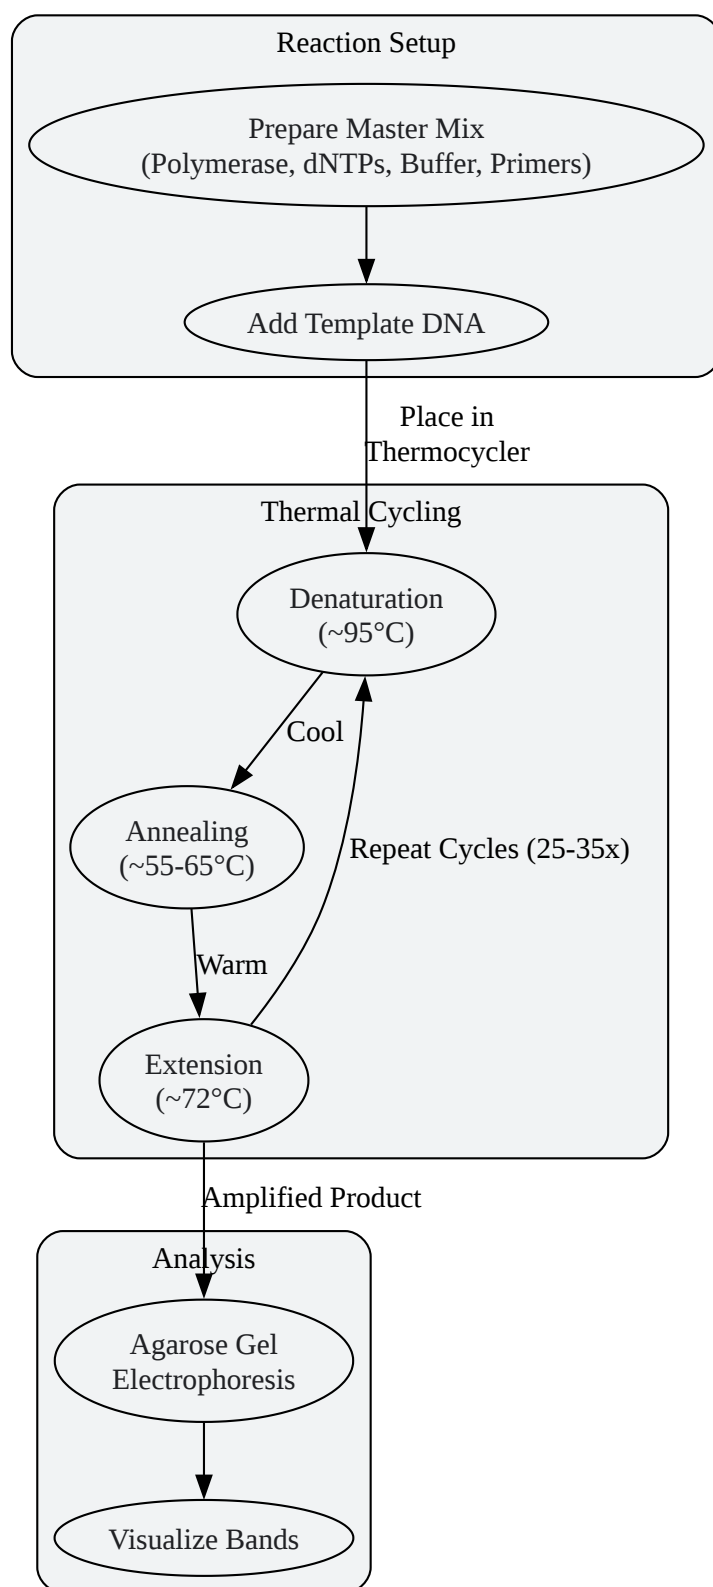 Reaction Setup
Prepare Master Mix
(Polymerase, dNTPs, Buffer, Primers)
Add Template DNA
Place in
Thermocycler
Thermal Cycling
Denaturation
(~95°C)
Cool
Annealing
(~55-65°C)
Repeat Cycles (25-35x)
Warm
Extension
(~72°C)
Amplified Product
Analysis
Agarose Gel
Electrophoresis
Visualize Bands